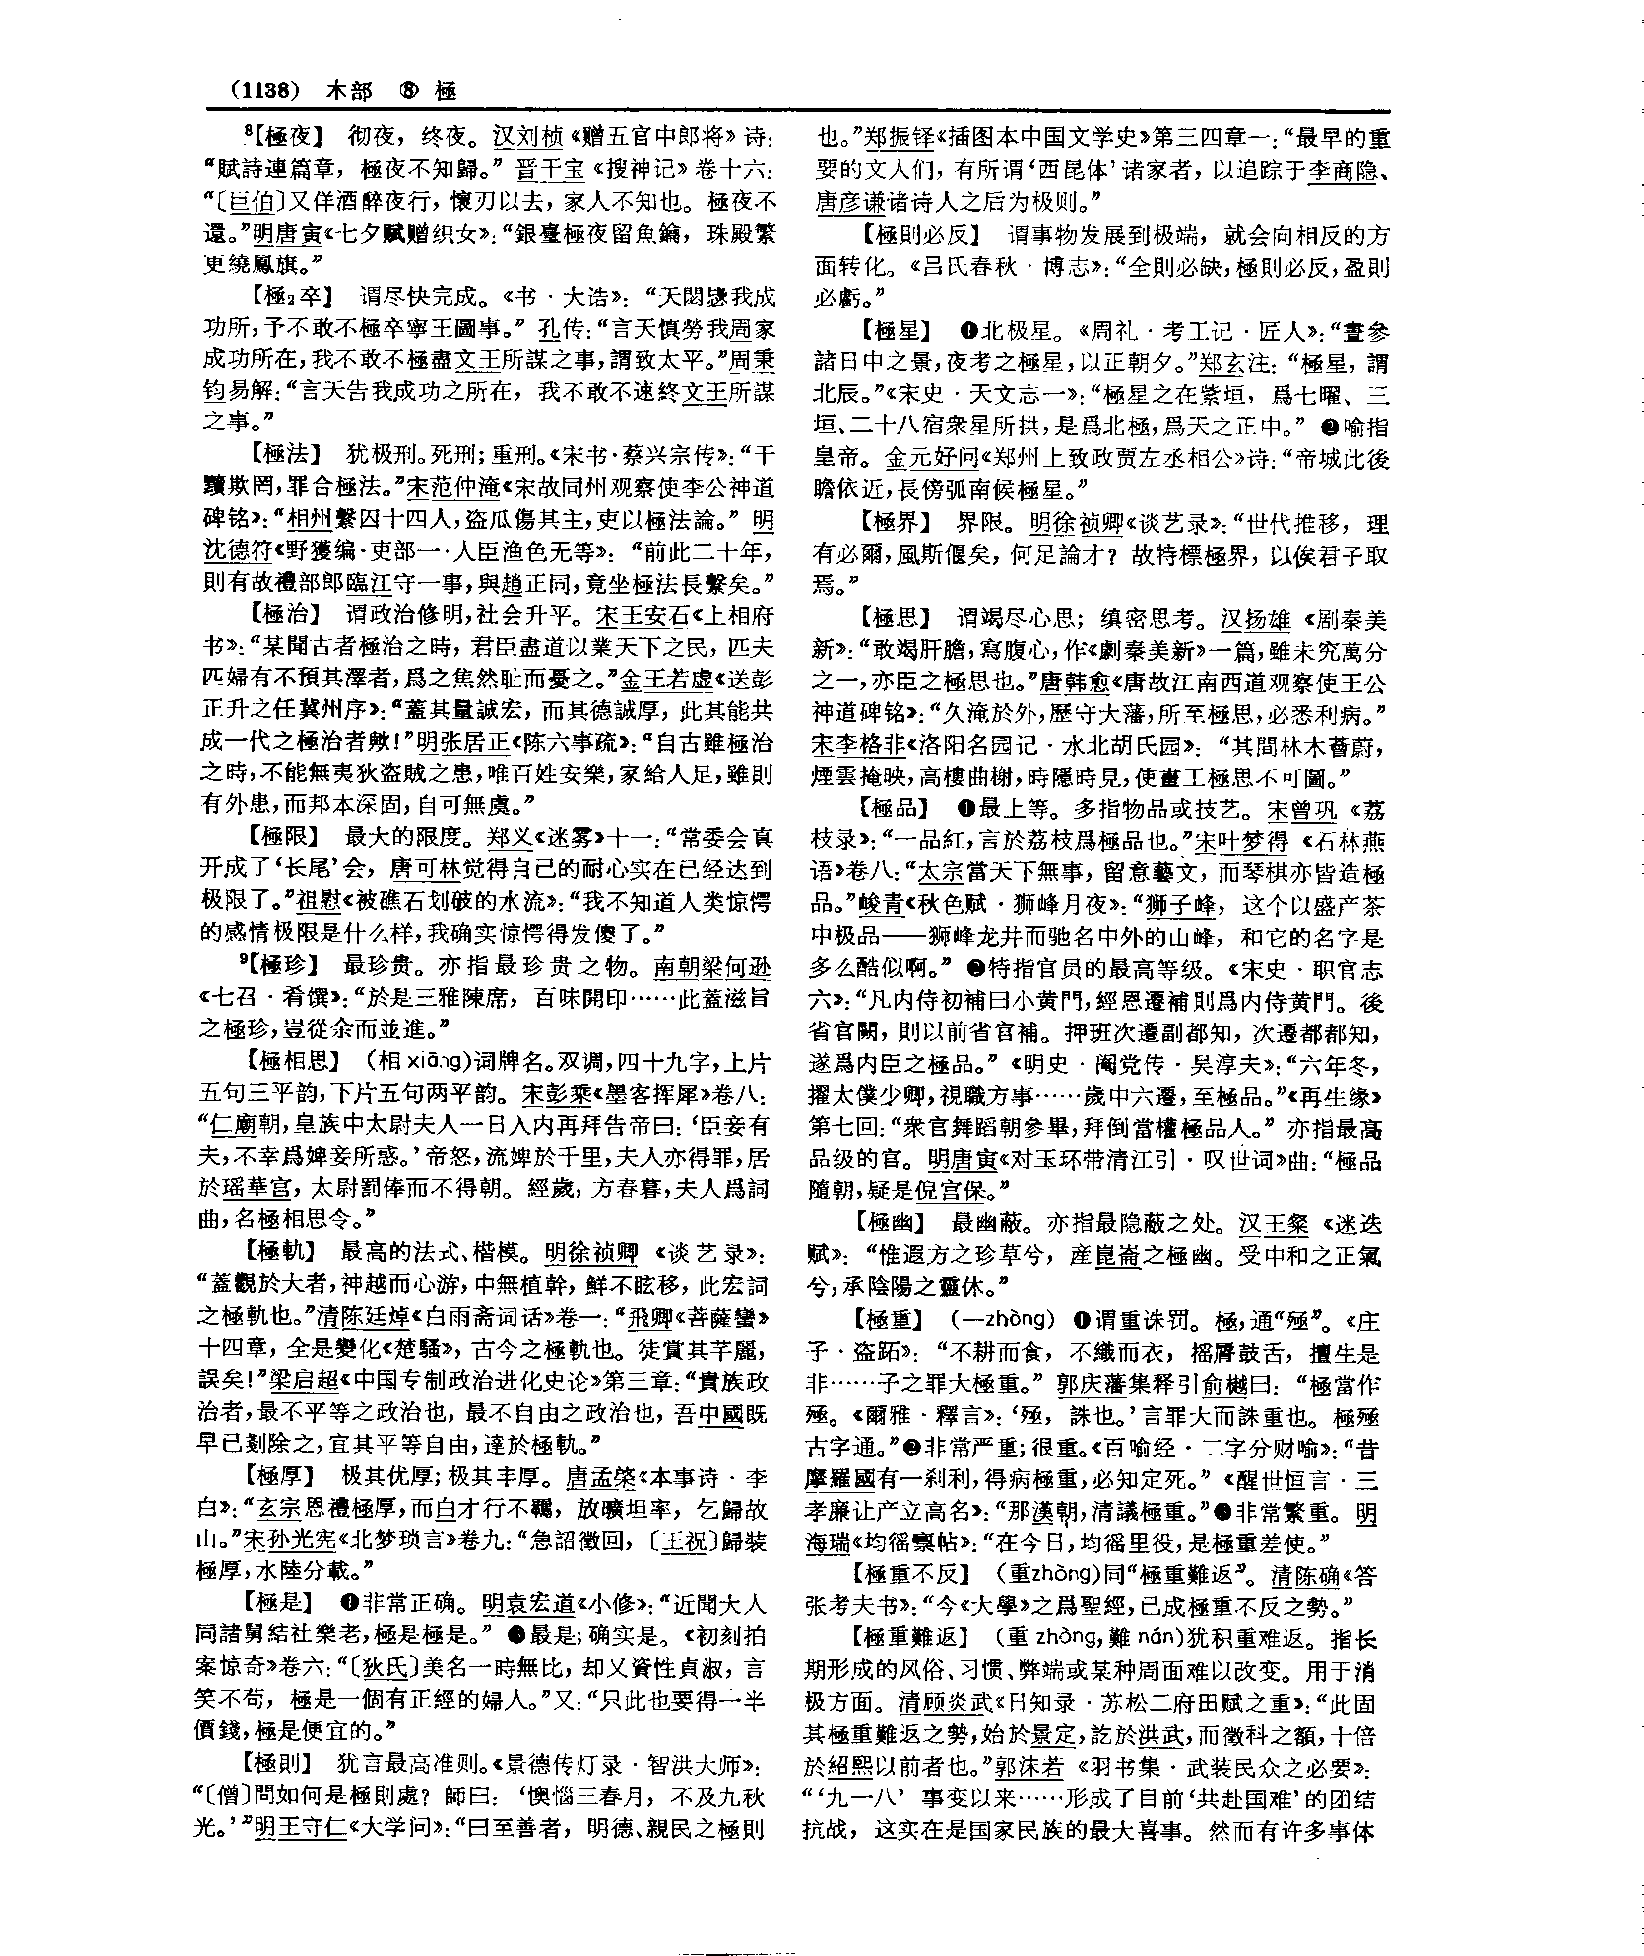 (1138) 木部 ⑧ 極
⁸【極夜】 彻夜，终夜。汉刘桢《赠五官中郎将》诗：
“賦詩連篇章，極夜不知歸。”晋干宝《搜神记》卷十六：
“〔巨伯〕又佯酒醉夜行，懷刃以去，家人不知也。極夜不
還。”明唐寅《七夕赋赠织女》：“銀臺極夜留魚鑰，珠殿繁
更繞鳳旗。”
【極₂卒】 谓尽快完成。《书·大诰》：“天閟毖我成
功所，予不敢不極卒寧王圖事。”孔传：“言天慎勞我周家
成功所在，我不敢不極盡文王所謀之事，謂致太平。”周秉
钧易解：“言天告我成功之所在，我不敢不速終文王所謀
之事。”
【極法】 犹极刑。死刑；重刑。《宋书·蔡兴宗传》：“干
黷欺罔，罪合極法。”宋范仲淹《宋故同州观察使李公神道
碑铭》：“相州繫囚十四人，盗瓜傷其主，吏以極法論。”明
沈德符《野獲编·吏部一·人臣渔色无等》：“前此二十年，
則有故禮部郎臨江守一事，與趙正同，竟坐極法長繫矣。”
【極治】 谓政治修明，社会升平。宋王安石《上相府
书》：“某聞古者極治之時，君臣盡道以業天下之民，匹夫
匹婦有不預其澤者，爲之焦然耻而憂之。”金王若虚《送彭
正升之任冀州序》：“蓋其量誠宏，而其德誠厚，此其能共
成一代之極治者歟！”明张居正《陈六事疏》：“自古雖極治
之時，不能無夷狄盗賊之患，唯百姓安樂，家給人足，雖則
有外患，而邦本深固，自可無虞。”
【極限】 最大的限度。郑义《迷雾》十一：“常委会真
开成了‘长尾’会，唐可林觉得自己的耐心实在已经达到
极限了。”祖慰《被礁石划破的水流》：“我不知道人类惊愕
的感情极限是什么样，我确实惊愕得发傻了。”
⁹【極珍】 最珍贵。亦指最珍贵之物。南朝梁何逊
《七召·肴馔》：“於是三雅陳席，百味開印……此蓋滋旨
之極珍，豈從余而並進。”
【極相思】 （相xiāng）词牌名。双调，四十九字，上片
五句三平韵，下片五句两平韵。宋彭乘《墨客挥犀》卷八：
“仁廟朝，皇族中太尉夫人一日入内再拜告帝曰：‘臣妾有
夫，不幸爲婢妾所惑。’帝怒，流婢於千里，夫人亦得罪，居
於瑶華宫，太尉罰俸而不得朝。經歲，方春暮，夫人爲詞
曲，名極相思令。”
【極軌】 最高的法式、楷模。明徐祯卿《谈艺录》：
“蓋觀於大者，神越而心游，中無植幹，鮮不眩移，此宏詞
之極軌也。”清陈廷焯《白雨斋词话》卷一：“飛卿《菩薩蠻》
十四章，全是變化《楚騷》，古今之極軌也。徒賞其芊麗，
誤矣！”梁启超《中国专制政治进化史论》第三章：“貴族政
治者，最不平等之政治也，最不自由之政治也，吾中國既
早已剗除之，宜其平等自由，達於極軌。”
【極厚】 极其优厚；极其丰厚。唐孟棨《本事诗·李
白》：“玄宗恩禮極厚，而白才行不羈，放曠坦率，乞歸故
山。”宋孙光宪《北梦琐言》卷九：“急詔徵回，〔王祝〕歸裝
極厚，水陸分載。”
【極是】 ❶非常正确。明袁宏道《小修》：“近聞大人
同諸舅結社樂老，極是極是。” ❷最是；确实是。《初刻拍
案惊奇》卷六：“〔狄氏〕美名一時無比，却又資性貞淑，言
笑不苟，極是一個有正經的婦人。”又：“只此也要得一半
價錢，極是便宜的。”
【極則】 犹言最高准则。《景德传灯录·智洪大师》：
“〔僧〕問如何是極則處？師曰：‘懊惱三春月，不及九秋
光。’”明王守仁《大学问》：“曰至善者，明德、親民之極則
也。”郑振铎《插图本中国文学史》第三四章一：“最早的重
要的文人们，有所谓‘西昆体’诸家者，以追踪于李商隐、
唐彦谦诸诗人之后为极则。”
【極則必反】 谓事物发展到极端，就会向相反的方
面转化。《吕氏春秋·博志》：“全則必缺，極則必反，盈則
必虧。”
【極星】 ❶北极星。《周礼·考工记·匠人》：“晝參
諸日中之景，夜考之極星，以正朝夕。”郑玄注：“極星，謂
北辰。”《宋史·天文志一》：“極星之在紫垣，爲七曜、三
垣、二十八宿衆星所拱，是爲北極，爲天之正中。” ❷喻指
皇帝。金元好问《郑州上致政贾左丞相公》诗：“帝城此後
瞻依近，長傍弧南候極星。”
【極界】 界限。明徐祯卿《谈艺录》：“世代推移，理
有必爾，風斯偃矣，何足論才？故特標極界，以俟君子取
焉。”
【極思】 谓竭尽心思；缜密思考。汉扬雄《剧秦美
新》：“敢竭肝膽，寫腹心，作《劇秦美新》一篇，雖未究萬分
之一，亦臣之極思也。”唐韩愈《唐故江南西道观察使王公
神道碑铭》：“久淹於外，歷守大藩，所至極思，必悉利病。”
宋李格非《洛阳名园记·水北胡氏园》：“其間林木薈蔚，
煙雲掩映，高樓曲榭，時隱時見，使畫工極思不可圖。”
【極品】 ❶最上等。多指物品或技艺。宋曾巩《荔
枝录》：“一品紅，言於荔枝爲極品也。”宋叶梦得《石林燕
语》卷八：“太宗當天下無事，留意藝文，而琴棋亦皆造極
品。”峻青《秋色赋·狮峰月夜》：“狮子峰，这个以盛产茶
中极品——狮峰龙井而驰名中外的山峰，和它的名字是
多么酷似啊。” ❷特指官员的最高等级。《宋史·职官志
六》：“凡内侍初補曰小黄門，經恩遷補則爲内侍黄門。後
省官闕，則以前省官補。押班次遷副都知，次遷都都知，
遂爲内臣之極品。”《明史·阉党传·吴淳夫》：“六年冬，
擢太僕少卿，視職方事……歲中六遷，至極品。”《再生缘》
第七回：“衆官舞蹈朝參畢，拜倒當權極品人。”亦指最高
品级的官。明唐寅《对玉环带清江引·叹世词》曲：“極品
隨朝，疑是倪宫保。”
【極幽】 最幽蔽。亦指最隐蔽之处。汉王粲《迷迭
赋》：“惟遐方之珍草兮，産崑崙之極幽。受中和之正氣
兮，承陰陽之靈休。”
【極重】 （—zhòng）❶谓重诛罚。極，通“殛”。《庄
子·盗跖》：“不耕而食，不織而衣，摇脣鼓舌，擅生是
非……子之罪大極重。”郭庆藩集释引俞樾曰：“極當作
殛。《爾雅·釋言》：‘殛，誅也。’言罪大而誅重也。極殛
古字通。”❷非常严重；很重。《百喻经·二字分财喻》：“昔
摩羅國有一刹利，得病極重，必知定死。”《醒世恒言·三
孝廉让产立高名》：“那漢朝，清議極重。”❸非常繁重。明
海瑞《均徭票帖》：“在今日，均徭里役，是極重差使。”
【極重不反】 （重zhòng）同“極重難返”。清陈确《答
张考夫书》：“今《大學》之爲聖經，已成極重不反之勢。”
【極重難返】 （重zhòng，難nán）犹积重难返。指长
期形成的风俗、习惯、弊端或某种局面难以改变。用于消
极方面。清顾炎武《日知录·苏松二府田赋之重》：“此固
其極重難返之勢，始於景定，訖於洪武，而徵科之額，十倍
於紹熙以前者也。”郭沫若《羽书集·武装民众之必要》：
“‘九一八’事变以来……形成了目前‘共赴国难’的团结
抗战，这实在是国家民族的最大喜事。然而有许多事体